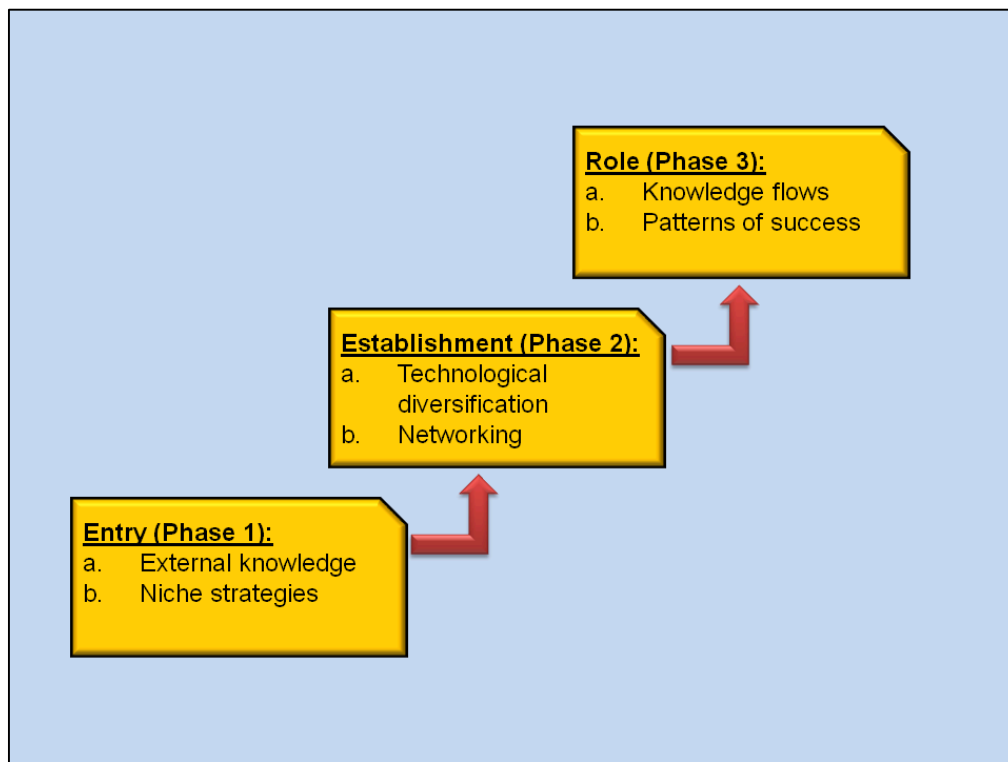 Role (Phase 3):
a. Knowledge flows
b. Patterns of success
Establishment (Phase 2):
a. Technological
diversification
b. Networking
Entry (Phase 1):
a. External knowledge
b. Niche strategies